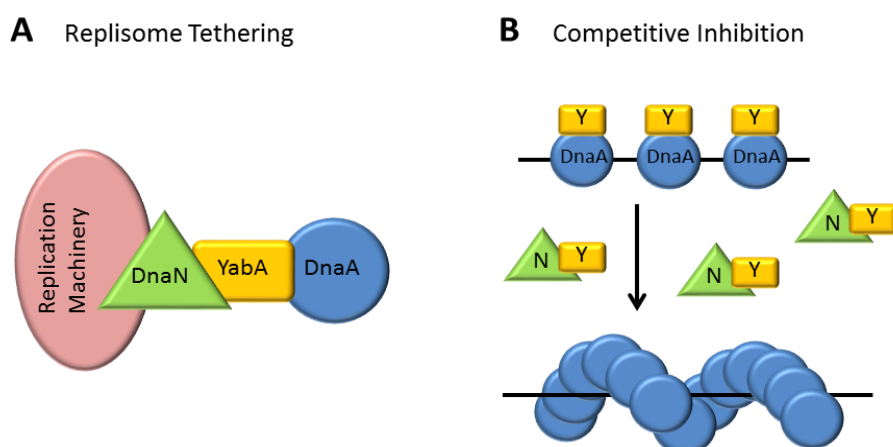 A Replisome Tethering
Replication
Machinery
DnaN
YabA
DnaA
B Competitive Inhibition
Y
Y
Y
DnaA
DnaA
DnaA
N
Y
N
Y
N
Y